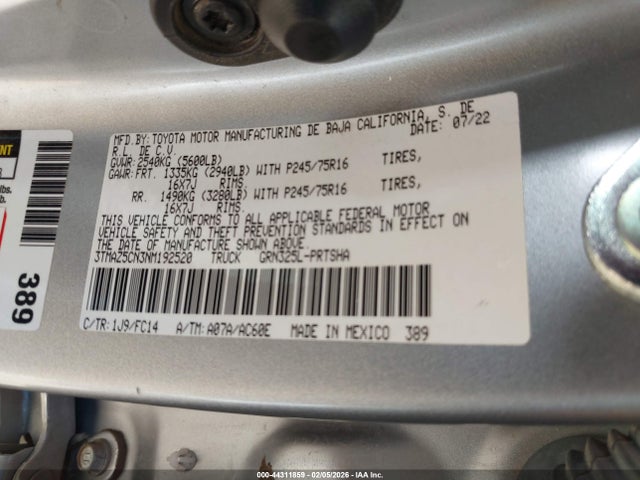 MFD.BY:TOYOTA MOTOR MANUFACTURING DE BAJA CALIFORNIA, S. DE
R.L. DE C.V. DATE: 07/22
GVWR: 2540KG (5600LB)
GAWR:FRT. 1335KG (2940LB) WITH P245/75R16 TIRES,
16X7J RIMS.
RR. 1490KG (3280LB) WITH P245/75R16 TIRES,
16X7J RIMS.
THIS VEHICLE CONFORMS TO ALL APPLICABLE FEDERAL MOTOR
VEHICLE SAFETY AND THEFT PREVENTION STANDARDS IN EFFECT ON
THE DATE OF MANUFACTURE SHOWN ABOVE.
3TMAZ5CN3NM192520 TRUCK GRN325L-PRTSHA
C/TR: 1J9/FC14 A/TM: A07A/AC60E MADE IN MEXICO 389
lbs.
389
000-44311859 - 02/05/2026 - © IAA, Inc.